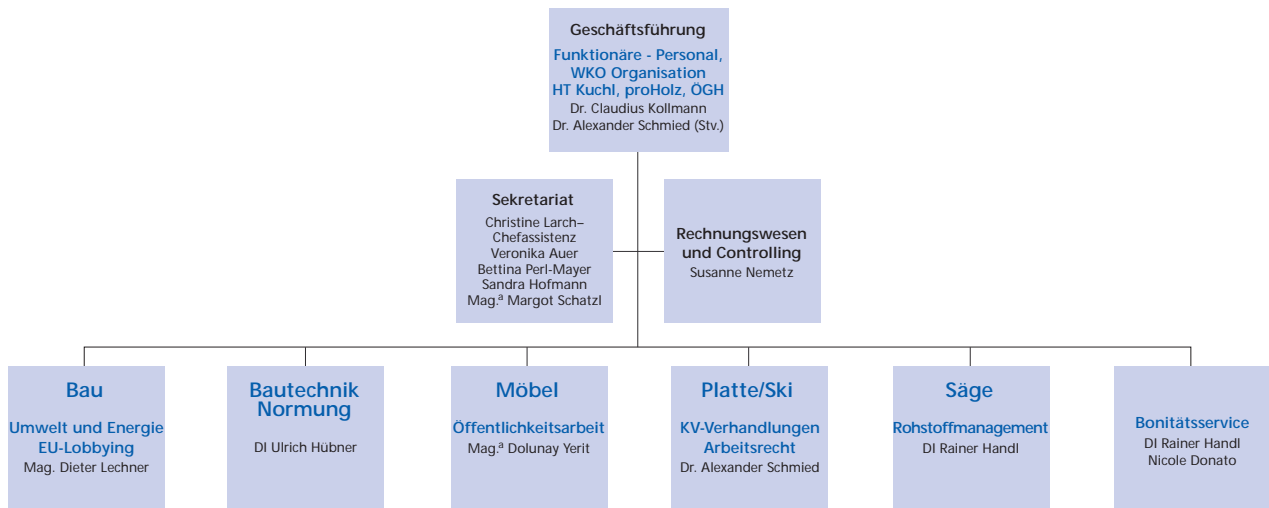 Geschäftsführung
Funktionäre - Personal,
WKO Organisation
HT Kuchl, proHolz, ÖGH
Dr. Claudius Kollmann
Dr. Alexander Schmied (Stv.)
Sekretariat
Christine Larch–
Chefassistenz
Veronika Auer
Bettina Perl-Mayer
Sandra Hofmann
Mag.ª Margot Schatzl
Rechnungswesen
und Controlling
Susanne Nemetz
Bau
Umwelt und Energie
EU-Lobbying
Mag. Dieter Lechner
Bautechnik
Normung
DI Ulrich Hübner
Möbel
Öffentlichkeitsarbeit
Mag.ª Dolunay Yerit
Platte/Ski
KV-Verhandlungen
Arbeitsrecht
Dr. Alexander Schmied
Säge
Rohstoffmanagement
DI Rainer Handl
Bonitätsservice
DI Rainer Handl
Nicole Donato